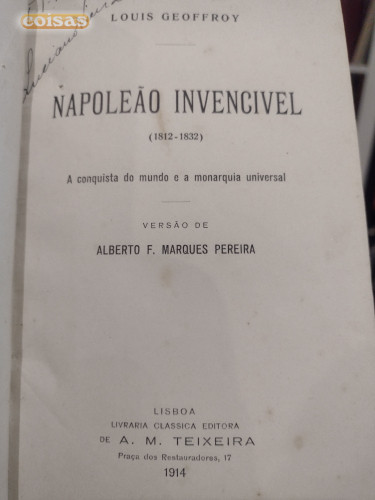 coisas
Luciano
LOUIS GEOFFROY
NAPOLEÃO INVENCIVEL
(1812-1832)
A conquista do mundo e a monarquia universal
VERSÃO DE
ALBERTO F. MARQUES PEREIRA
LISBOA
LIVRARIA CLASSICA EDITORA
DE A. M. TEIXEIRA
Praça dos Restauradores, 17
1914